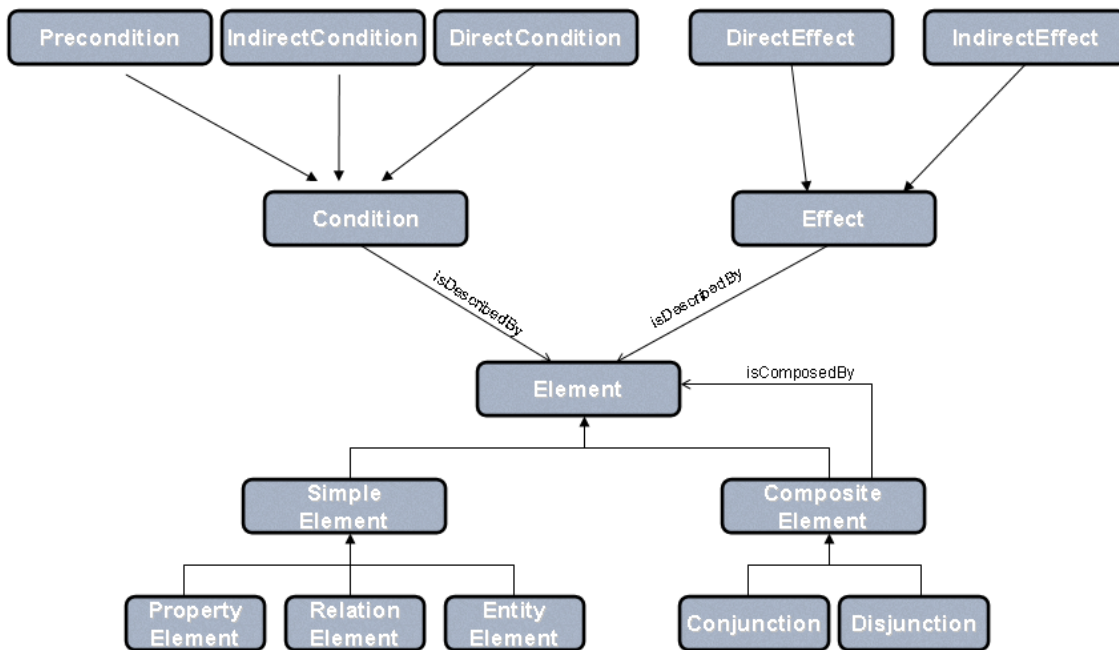 Precondition
IndirectCondition
DirectCondition
DirectEffect
IndirectEffect
Condition
Effect
isDescribedBy
isDescribedBy
Element
isComposedBy
Simple
Element
Composite
Element
Property
Element
Relation
Element
Entity
Element
Conjunction
Disjunction